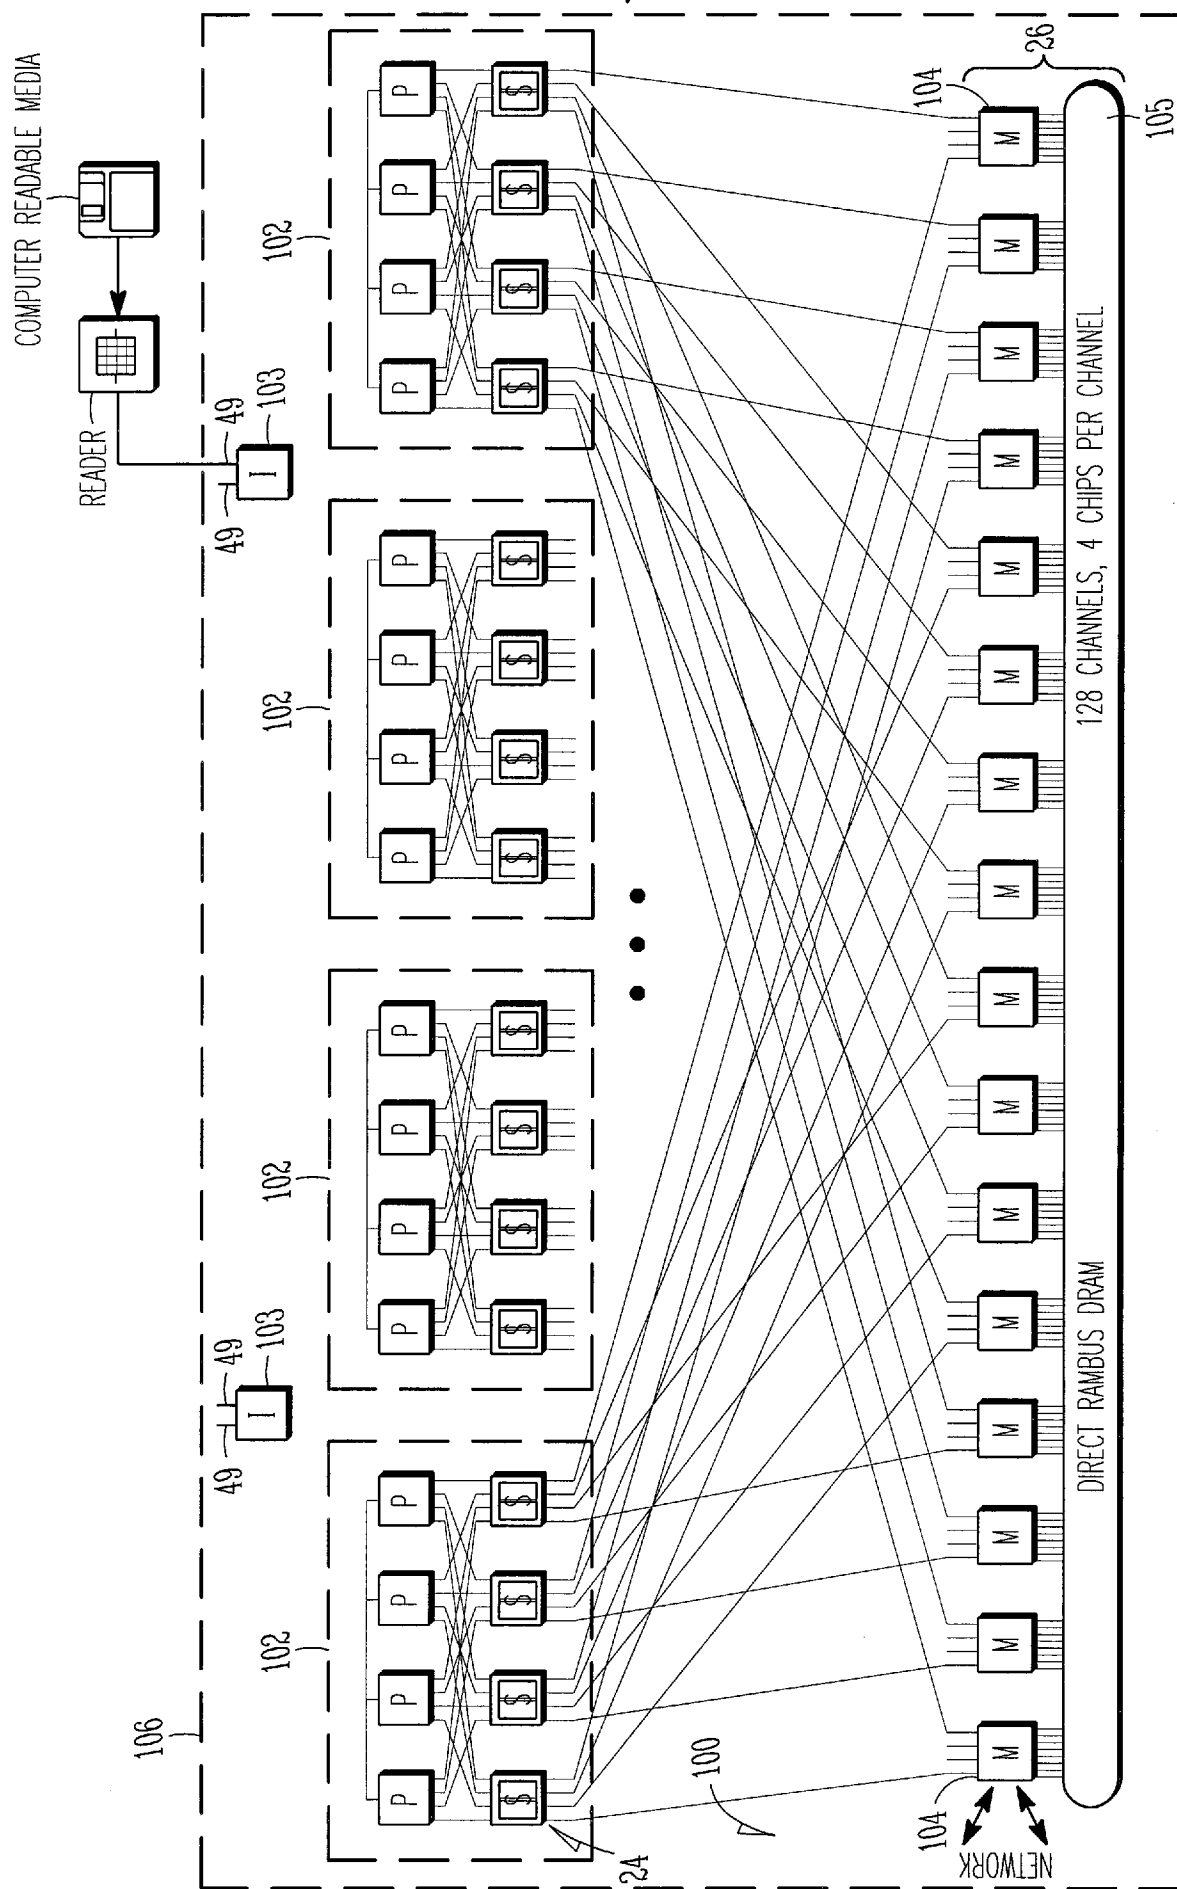 COMPUTER READABLE MEDIA
READER
106
49 49
49 49
I 103
I 103
102 102 102 102
P P P P P P P P P P P P P P P P
$ $ $ $ $ $ $ $ $ $ $ $ $ $ $ $
24
100
104
104
NETWORK
M M M M M M M M M M M M M M M M
26
DIRECT RAMBUS DRAM 128 CHANNELS, 4 CHIPS PER CHANNEL
105